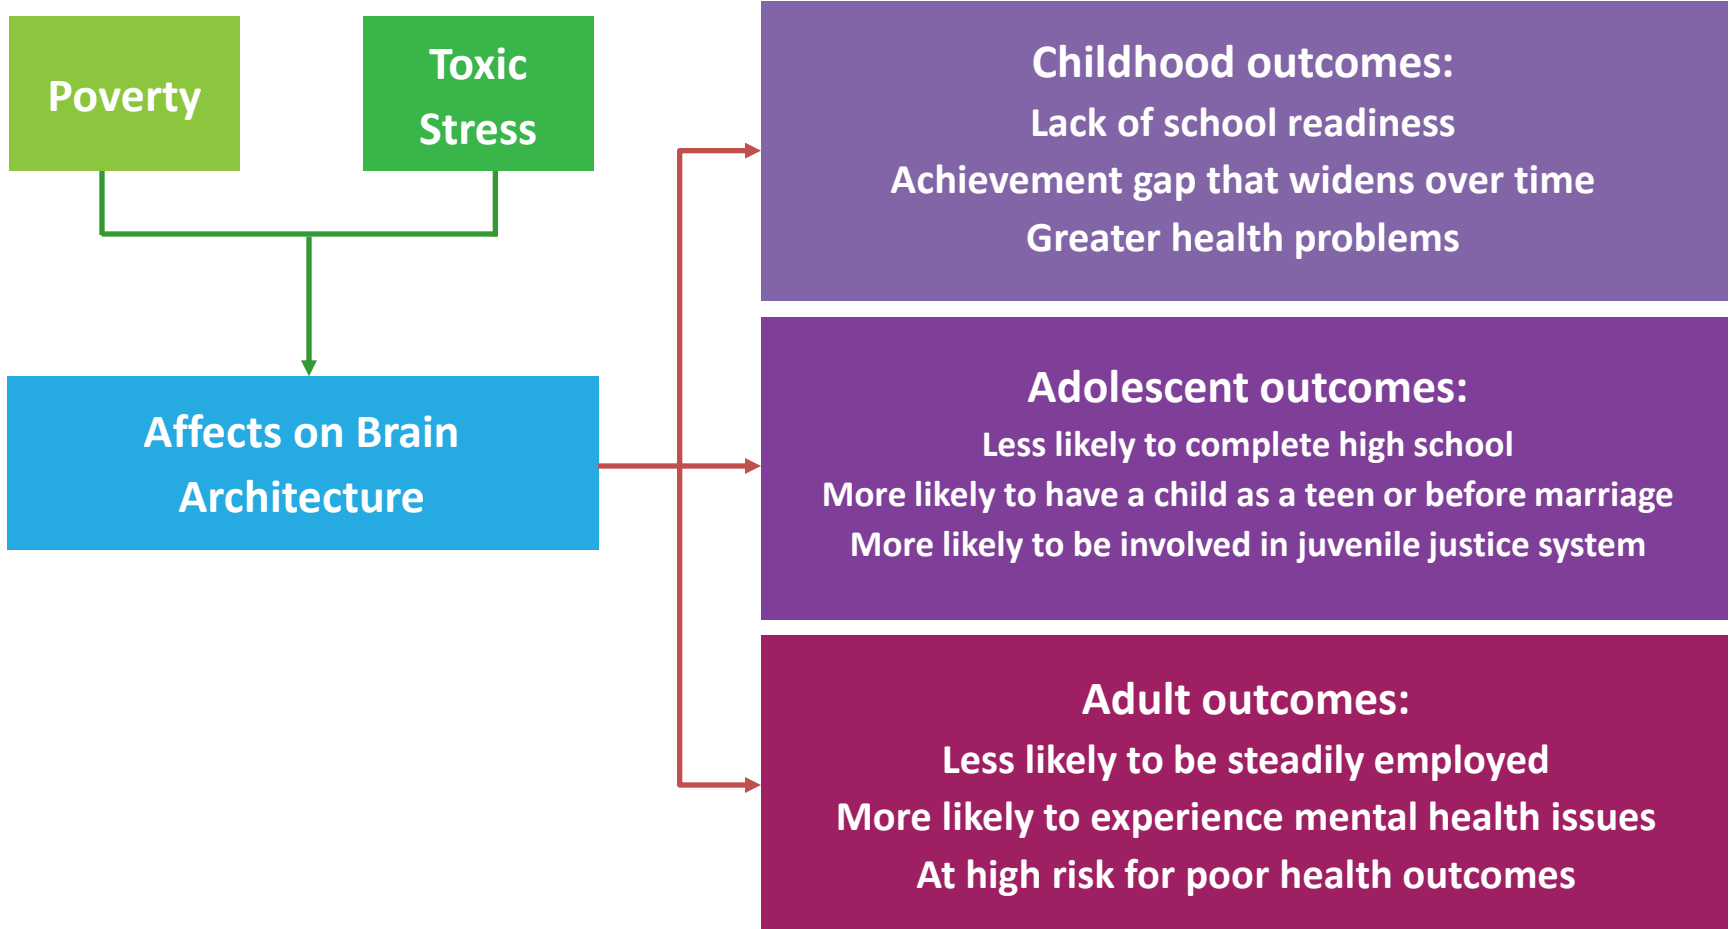 Poverty
Toxic
Stress
Affects on Brain
Architecture
Childhood outcomes:
Lack of school readiness
Achievement gap that widens over time
Greater health problems
Adolescent outcomes:
Less likely to complete high school
More likely to have a child as a teen or before marriage
More likely to be involved in juvenile justice system
Adult outcomes:
Less likely to be steadily employed
More likely to experience mental health issues
At high risk for poor health outcomes